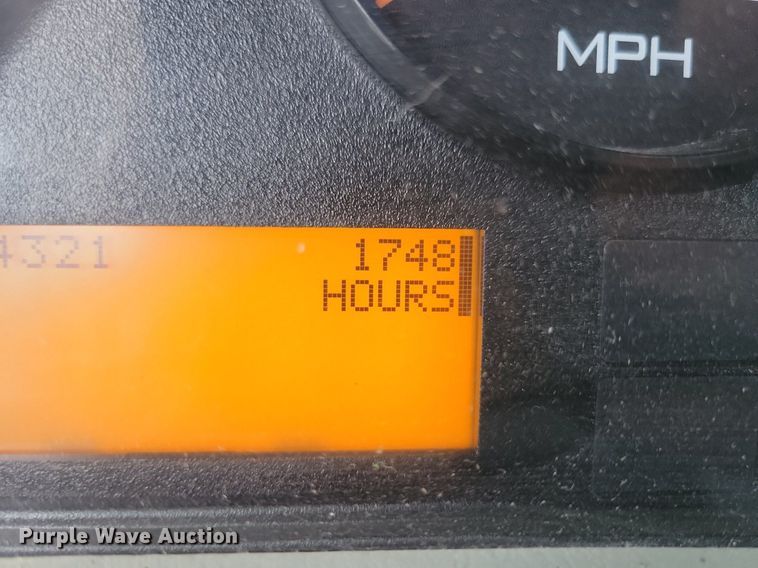 MPH
4321 1748
HOURS
Purple Wave Auction